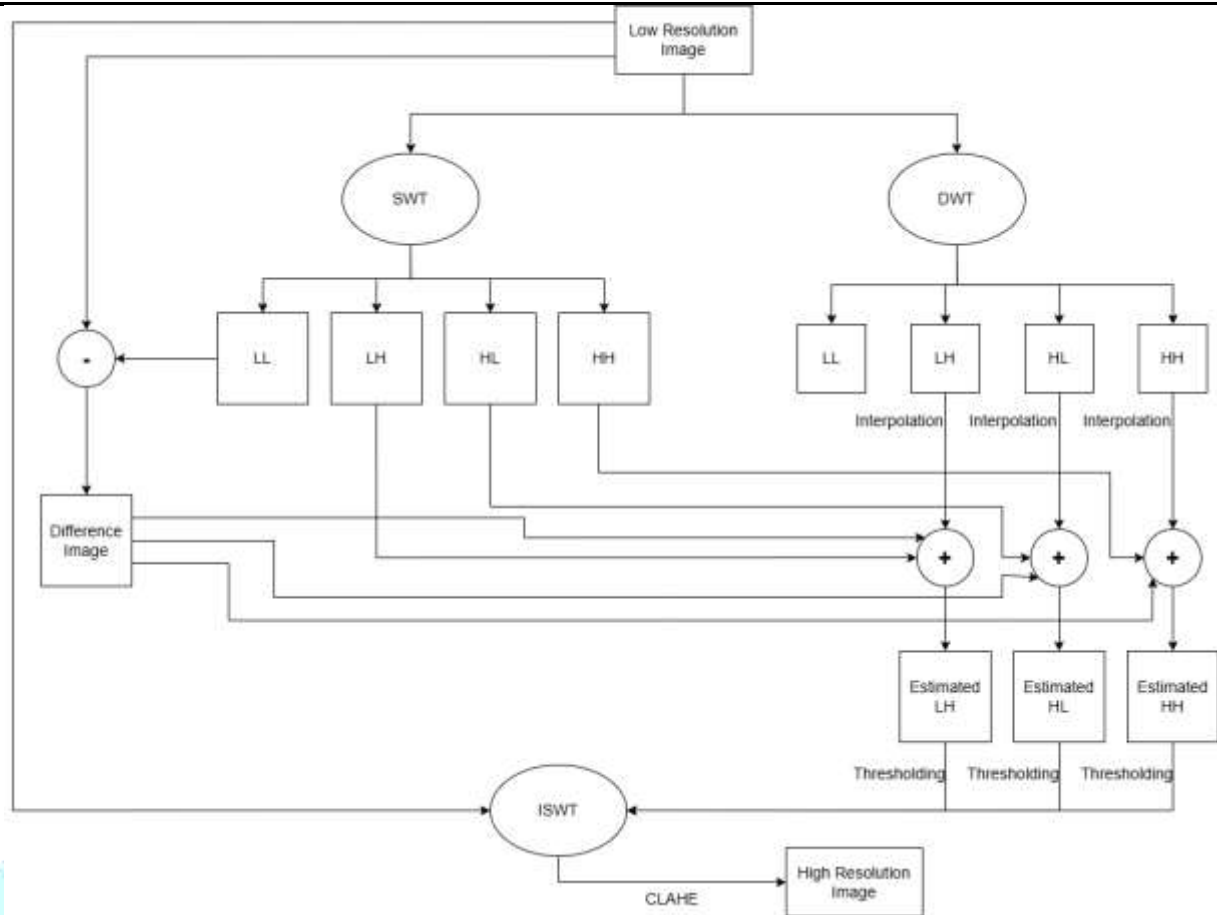 Low Resolution
Image
SWT
DWT
LL
LH
HL
HH
LL
LH
HL
HH
-
Interpolation
Interpolation
Interpolation
Difference
Image
+
+
+
Estimated
LH
Estimated
HL
Estimated
HH
Thresholding
Thresholding
Thresholding
ISWT
CLAHE
High Resolution
Image